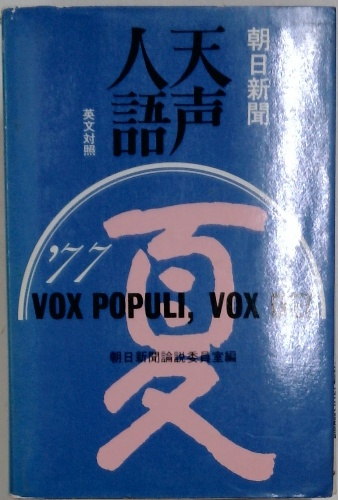 朝日新聞
天声
人語
英文対照
'77
夏
VOX POPULI, VOX
朝日新聞論説委員室編